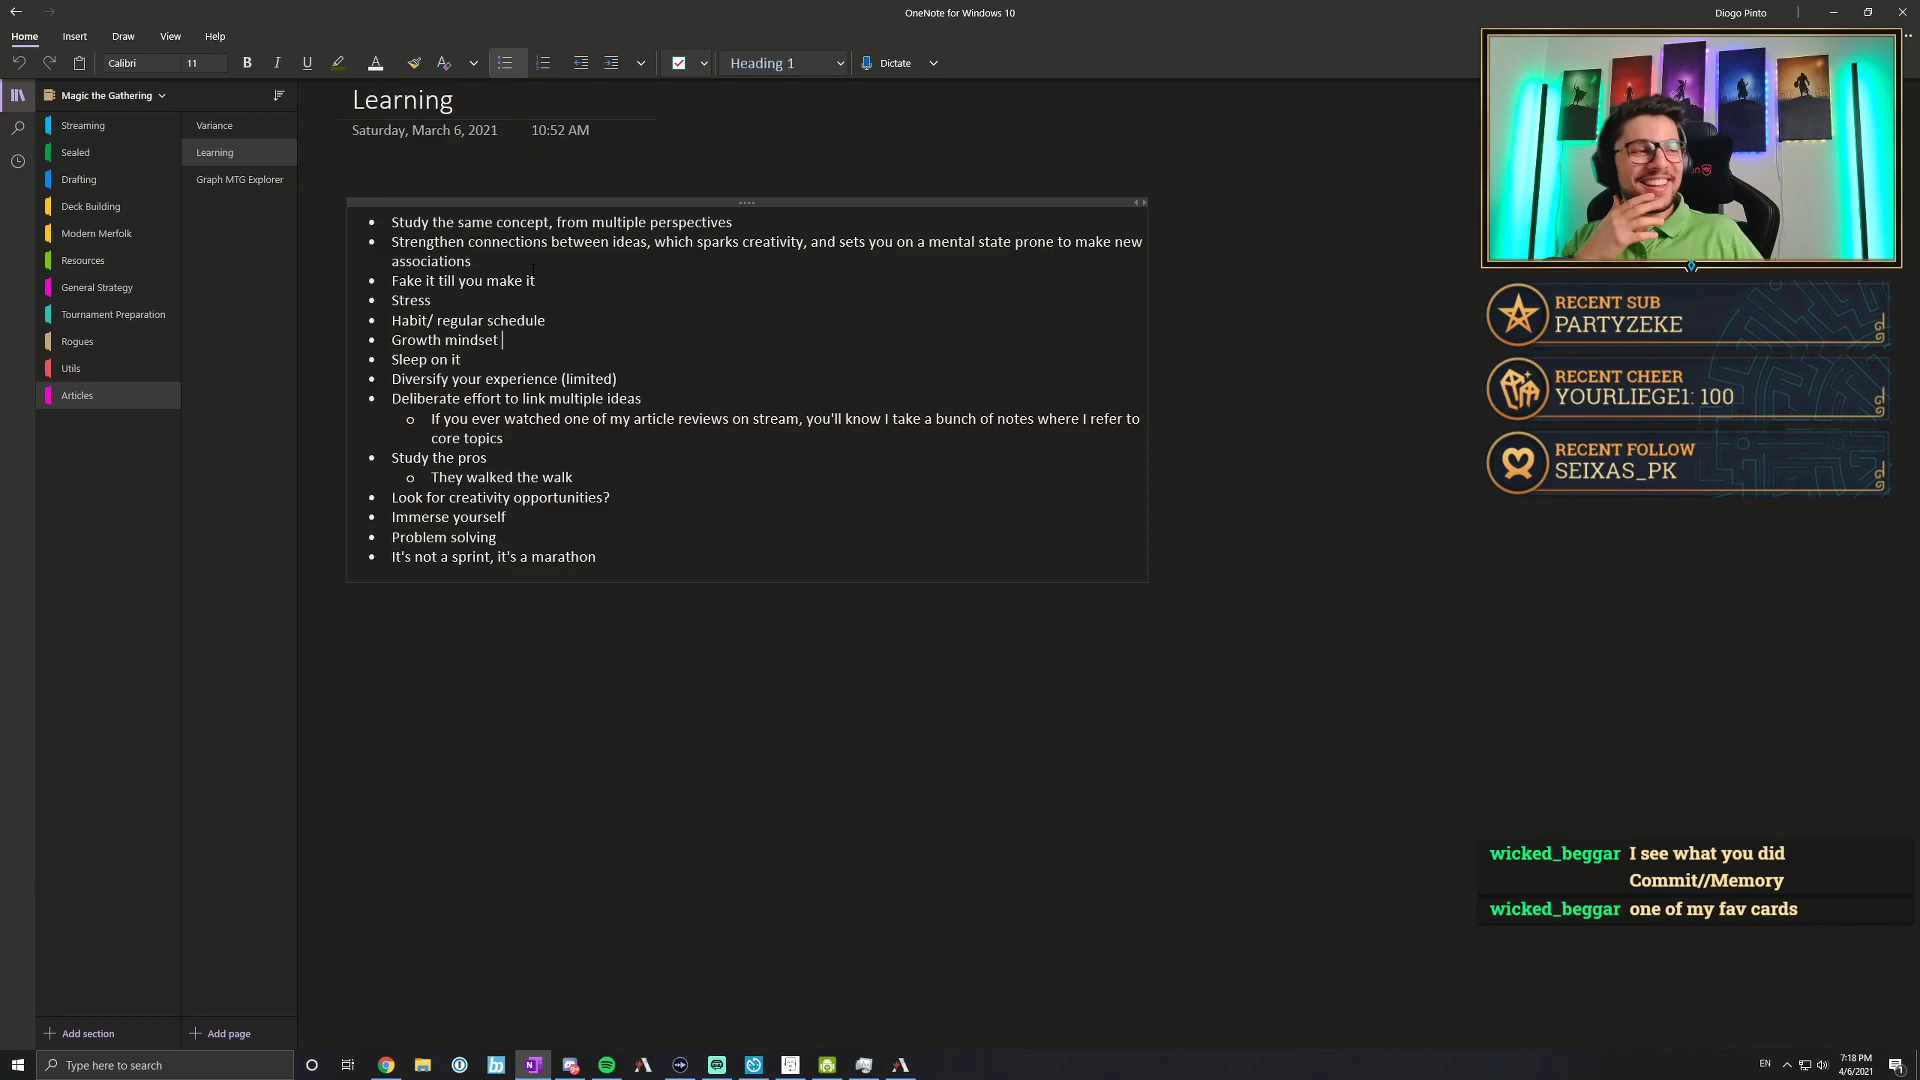 OneNote for Windows 10
Diogo Pinto
Home
Insert
Draw
View
Help
Calibri
11
B
I
U
A
Heading 1
Dictate
Magic the Gathering
Streaming
Sealed
Drafting
Deck Building
Modern Merfolk
Resources
General Strategy
Tournament Preparation
Rogues
Utils
Articles
Variance
Learning
Graph MTG Explorer
Learning
Saturday, March 6, 2021 10:52 AM
• Study the same concept, from multiple perspectives
• Strengthen connections between ideas, which sparks creativity, and sets you on a mental state prone to make new
associations
• Fake it till you make it
• Stress
• Habit/ regular schedule
• Growth mindset
• Sleep on it
• Diversify your experience (limited)
• Deliberate effort to link multiple ideas
o If you ever watched one of my article reviews on stream, you'll know I take a bunch of notes where I refer to
core topics
• Study the pros
o They walked the walk
• Look for creativity opportunities?
• Immerse yourself
• Problem solving
• It's not a sprint, it's a marathon
RECENT SUB
PARTYZEKE
RECENT CHEER
YOURLIEGE1: 100
RECENT FOLLOW
SEIXAS_PK
wicked_beggar I see what you did
Commit//Memory
wicked_beggar one of my fav cards
Add section
Add page
Type here to search
EN
7:18 PM
4/6/2021